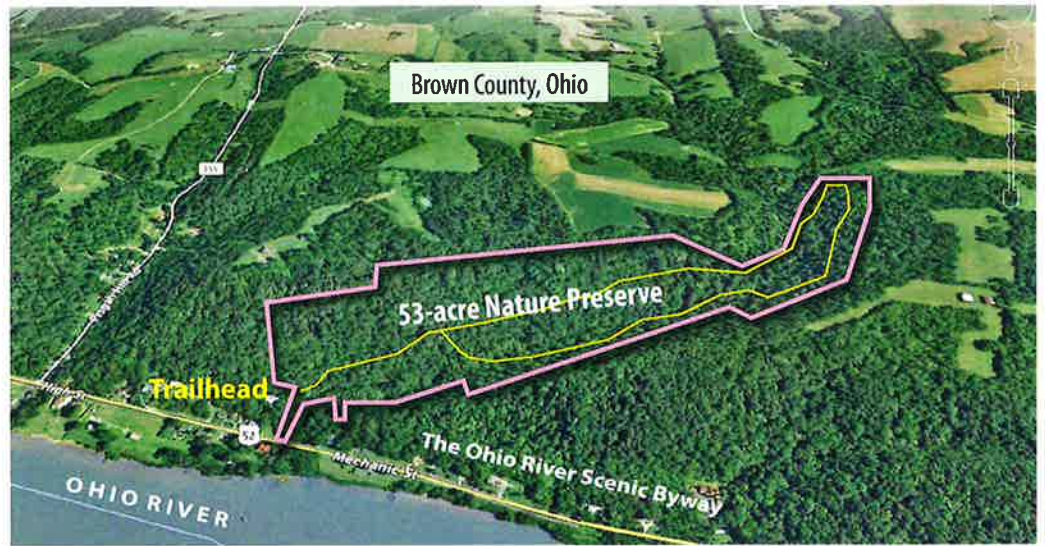 Brown County, Ohio
53-acre Nature Preserve
Trailhead
High St
52
Mechanic St
The Ohio River Scenic Byway
OHIO RIVER